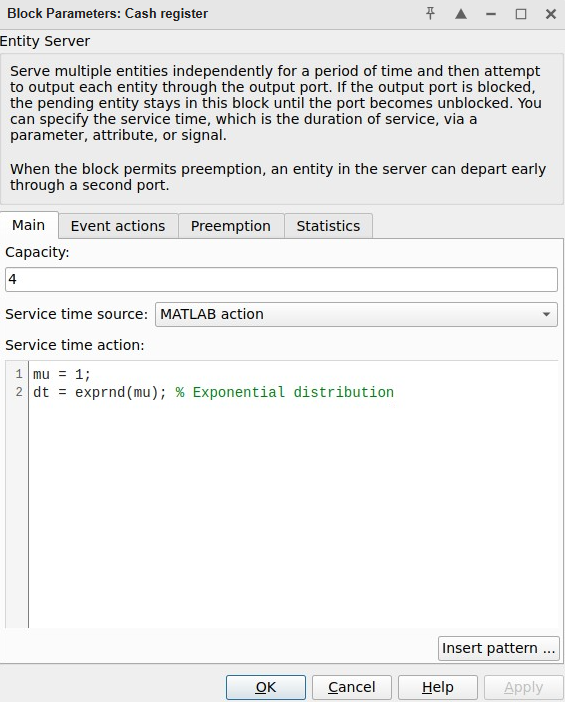 Block Parameters: Cash register
Entity Server
Serve multiple entities independently for a period of time and then attempt
to output each entity through the output port. If the output port is blocked,
the pending entity stays in this block until the port becomes unblocked. You
can specify the service time, which is the duration of service, via a
parameter, attribute, or signal.
When the block permits preemption, an entity in the server can depart early
through a second port.
Main Event actions Preemption Statistics
Capacity:
4
Service time source: MATLAB action
Service time action:
1 mu = 1;
2 dt = exprnd(mu); % Exponential distribution
Insert pattern ...
OK Cancel Help Apply